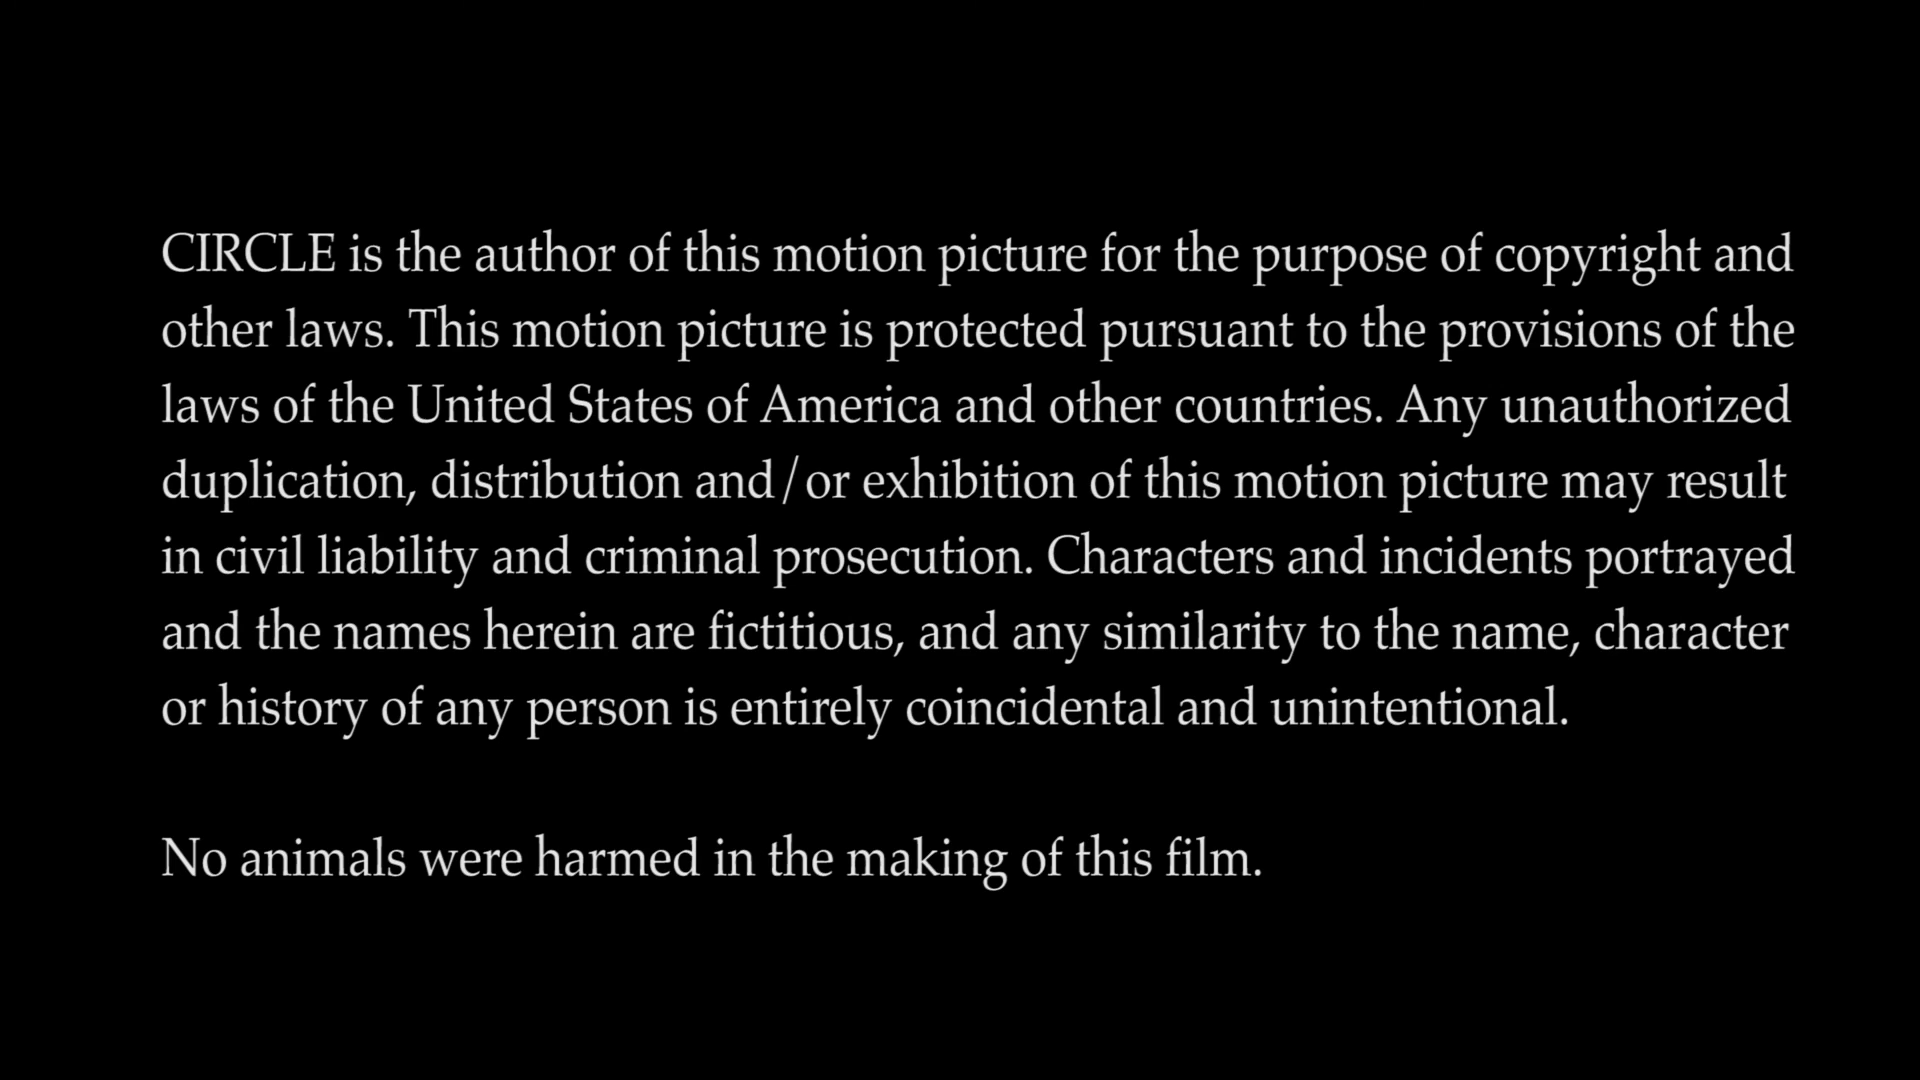 CIRCLE is the author of this motion picture for the purpose of copyright and
other laws. This motion picture is protected pursuant to the provisions of the
laws of the United States of America and other countries. Any unauthorized
duplication, distribution and/or exhibition of this motion picture may result
in civil liability and criminal prosecution. Characters and incidents portrayed
and the names herein are fictitious, and any similarity to the name, character
or history of any person is entirely coincidental and unintentional.
No animals were harmed in the making of this film.